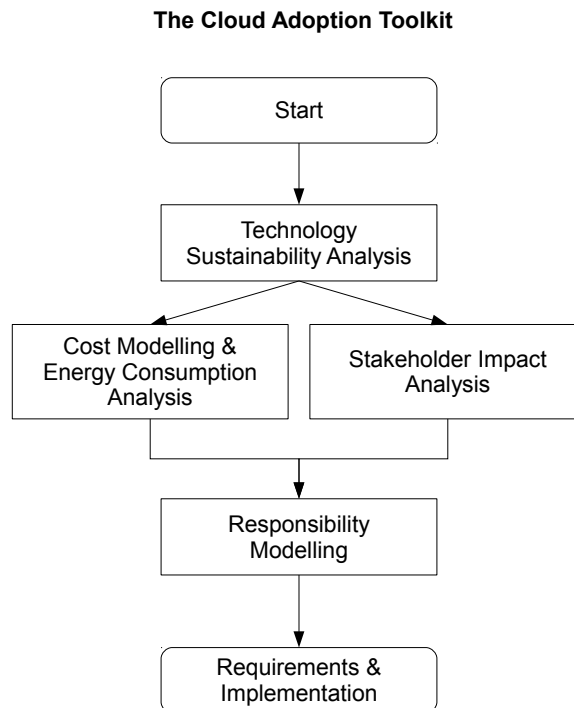 The Cloud Adoption Toolkit
Start
Technology
Sustainability Analysis
Cost Modelling &
Energy Consumption
Analysis
Stakeholder Impact
Analysis
Responsibility
Modelling
Requirements &
Implementation